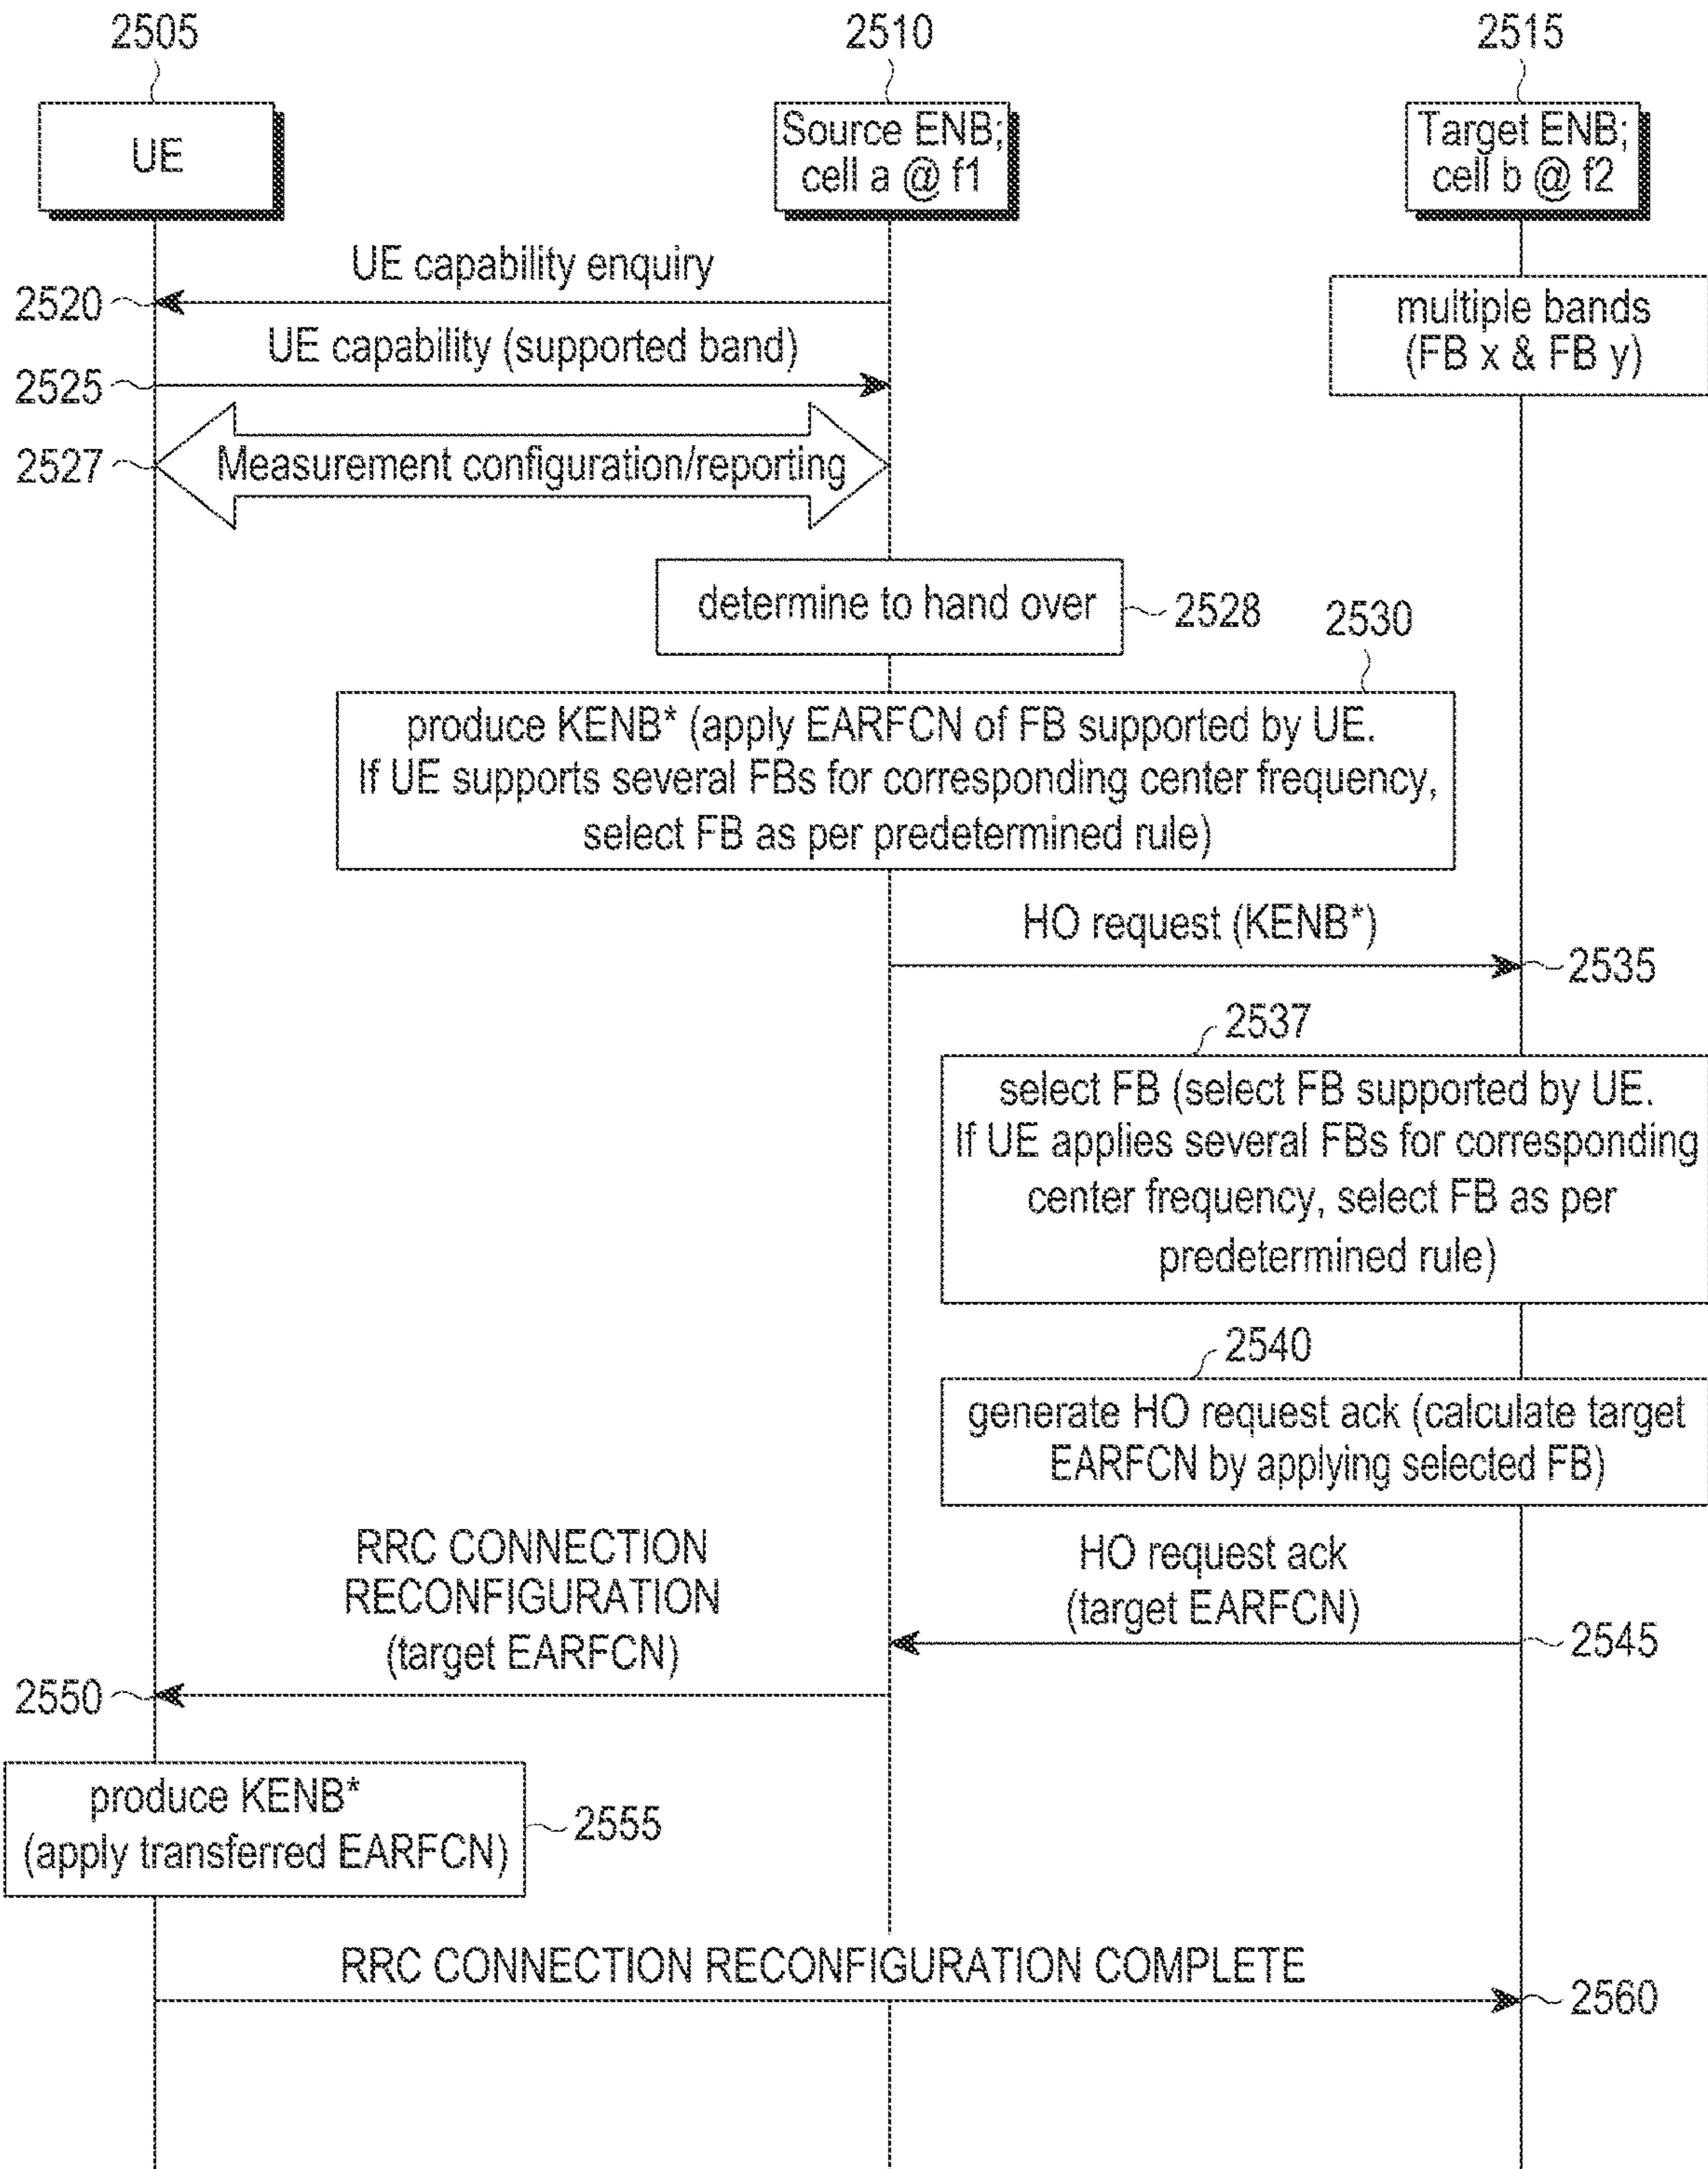 2505
2510
2515
UE
Source ENB;
cell a @ f1
Target ENB;
cell b @ f2
UE capability enquiry
2520
multiple bands
(FB x & FB y)
UE capability (supported band)
2525
Measurement configuration/reporting
2527
determine to hand over
2528
2530
produce KENB* (apply EARFCN of FB supported by UE.
If UE supports several FBs for corresponding center frequency,
select FB as per predetermined rule)
HO request (KENB*)
2535
2537
select FB (select FB supported by UE.
If UE applies several FBs for corresponding
center frequency, select FB as per
predetermined rule)
2540
generate HO request ack (calculate target
EARFCN by applying selected FB)
RRC CONNECTION
RECONFIGURATION
(target EARFCN)
HO request ack
(target EARFCN)
2545
2550
produce KENB*
(apply transferred EARFCN)
2555
RRC CONNECTION RECONFIGURATION COMPLETE
2560